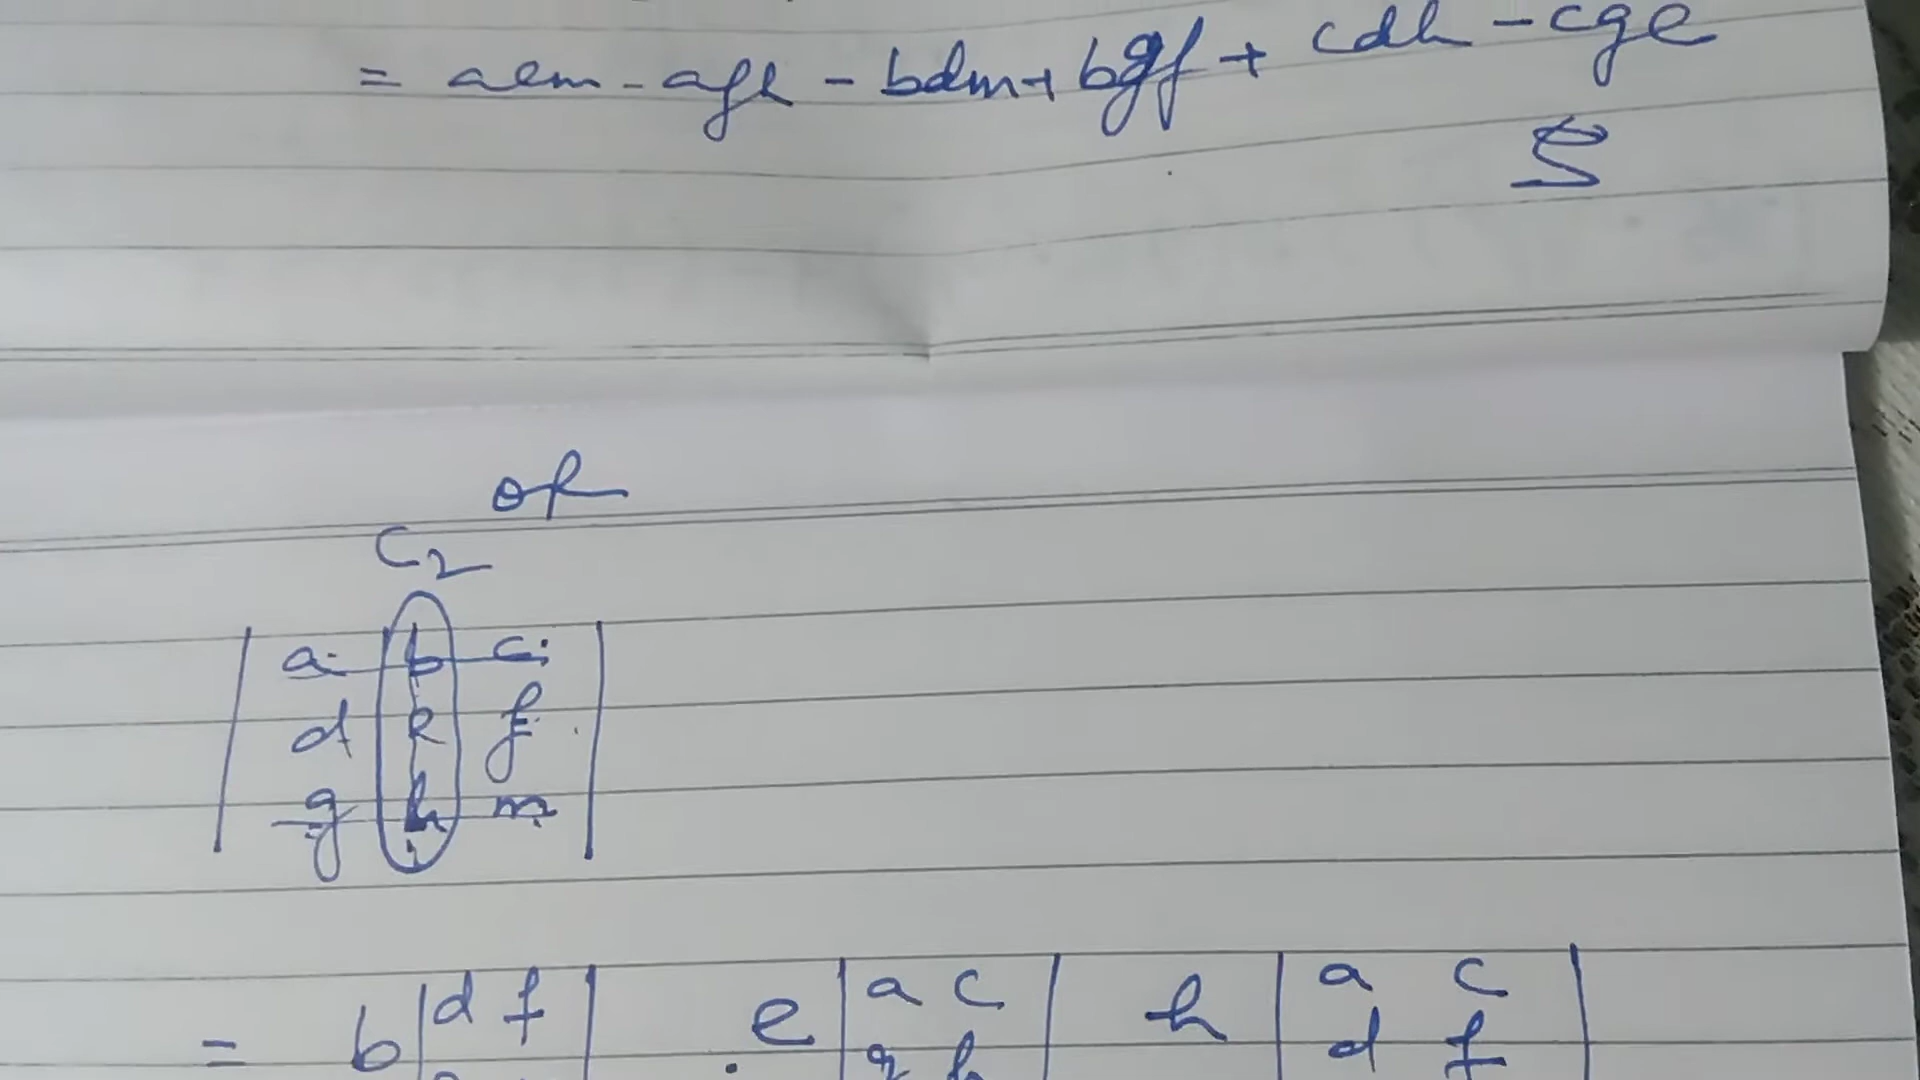 = aem - afh - bdm + bgf + cdh - cge
or
C2
| a b c |
| d e f |
| g h m |
= b | d f | e | a c | h | a c |
d f